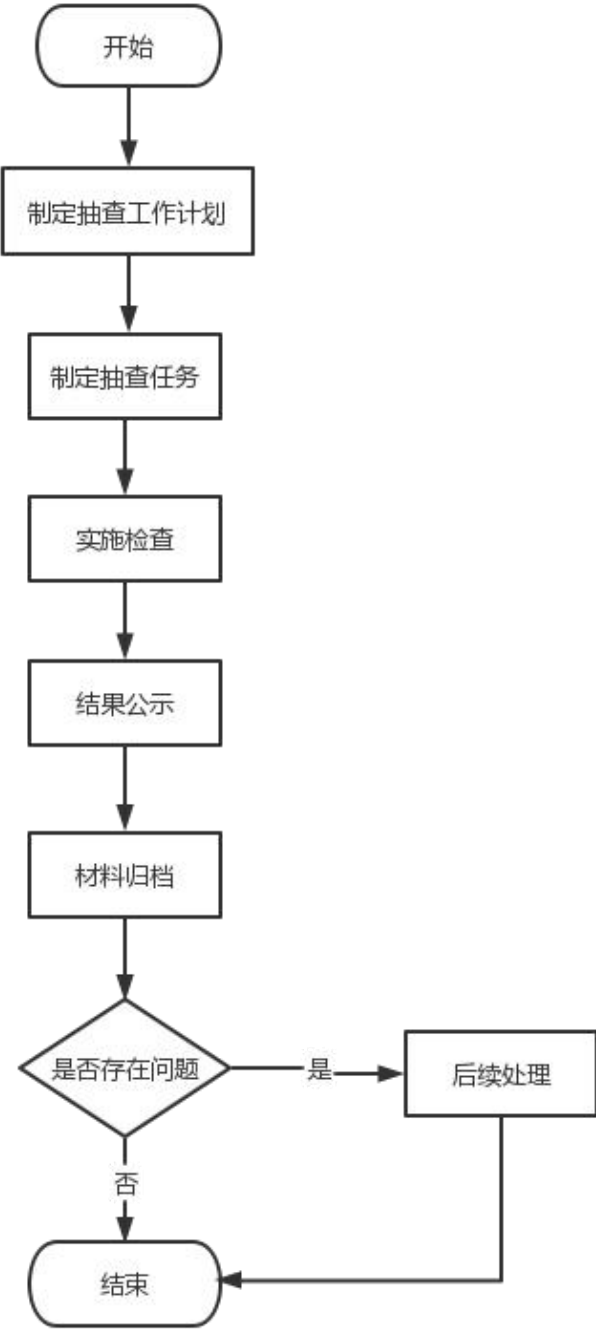 开始
制定抽查工作计划
制定抽查任务
实施检查
结果公示
材料归档
是否存在问题
是
后续处理
否
结束